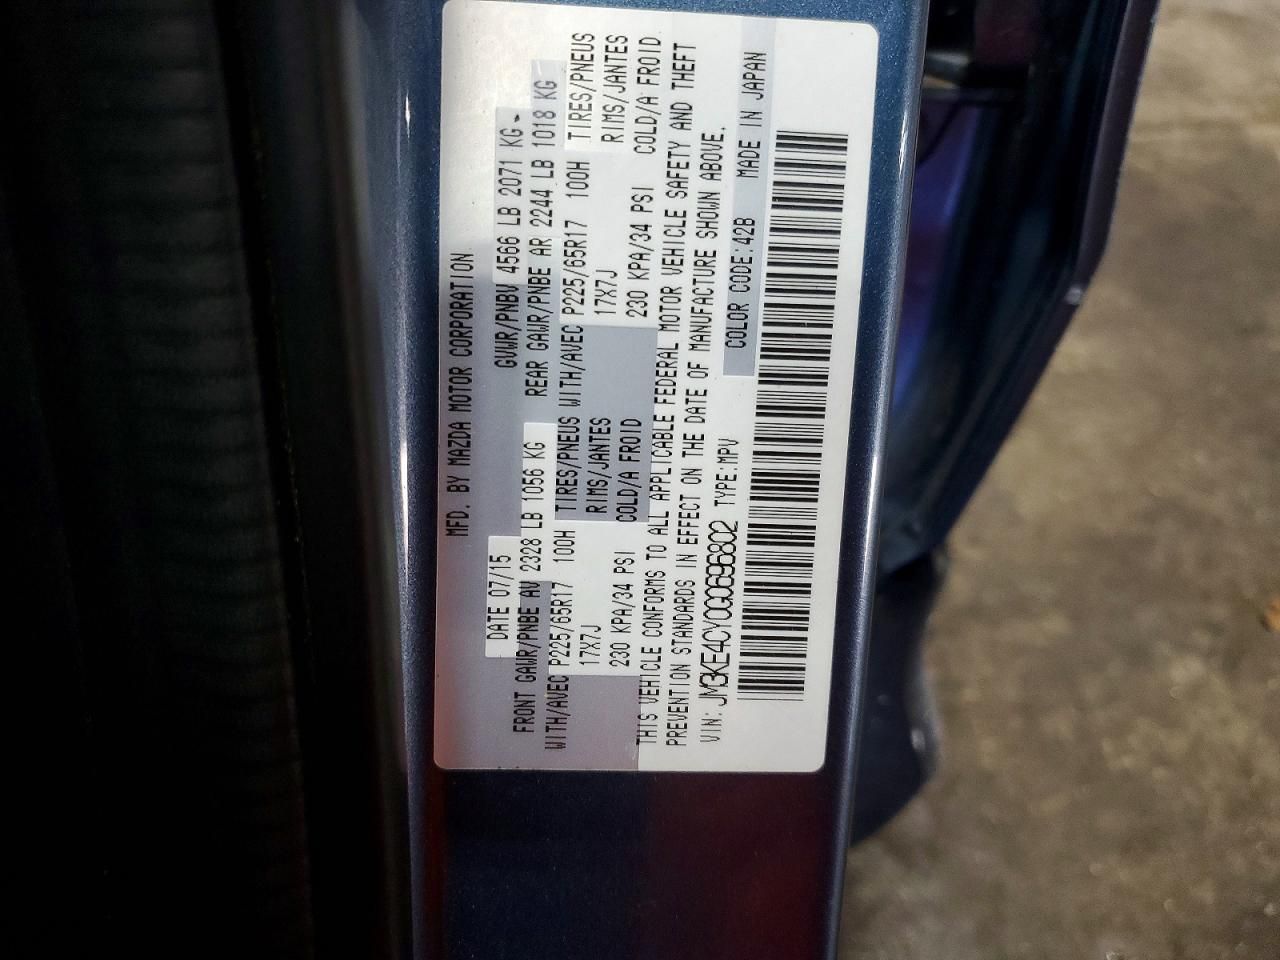 MFD. BY MAZDA MOTOR CORPORATION
DATE 07/15 GVWR/PNBV 4566 LB 2071 KG
FRONT GAWR/PNBE AV 2328 LB 1056 KG REAR GAWR/PNBE AR 2244 LB 1018 KG
WITH/AVEC P225/65R17 100H TIRES/PNEUS WITH/AVEC P225/65R17 100H TIRES/PNEUS
17X7J RIMS/JANTES 17X7J RIMS/JANTES
230 KPA/34 PSI COLD/A FROID 230 KPA/34 PSI COLD/A FROID
THIS VEHICLE CONFORMS TO ALL APPLICABLE FEDERAL MOTOR VEHICLE SAFETY AND THEFT
PREVENTION STANDARDS IN EFFECT ON THE DATE OF MANUFACTURE SHOWN ABOVE.
VIN: JM3KE4CY0G0696802 TYPE:MPV COLOR CODE:42B MADE IN JAPAN